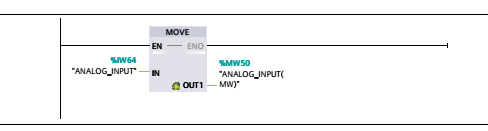 MOVE
EN
ENO
%IW64
"ANALOG_INPUT"
IN
%MW50
"ANALOG_INPUT(
MW)"
OUT1